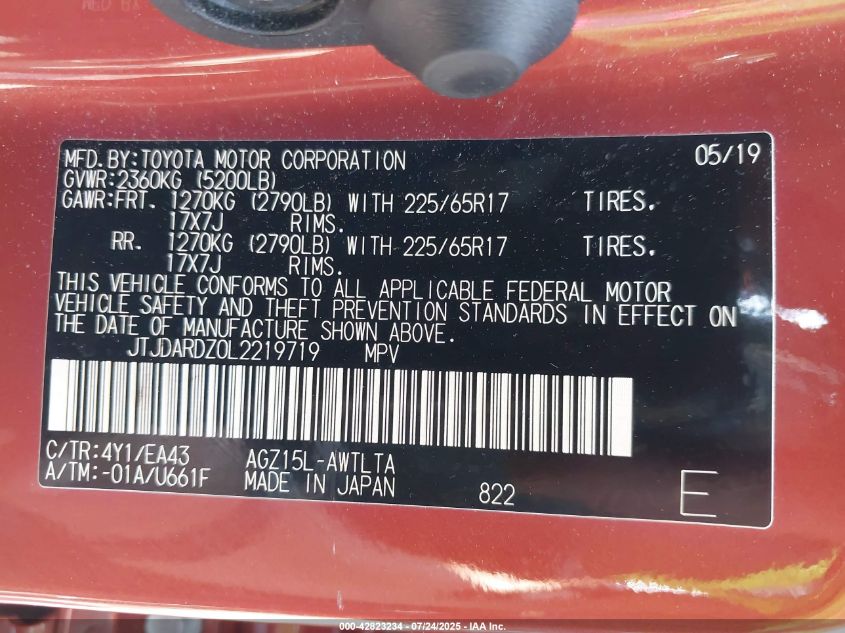 MFD.BY:TOYOTA MOTOR CORPORATION 05/19
GVWR:2360KG (5200LB)
GAWR:FRT. 1270KG (2790LB) WITH 225/65R17 TIRES.
17X7J RIMS.
RR. 1270KG (2790LB) WITH 225/65R17 TIRES.
17X7J RIMS.
THIS VEHICLE CONFORMS TO ALL APPLICABLE FEDERAL MOTOR
VEHICLE SAFETY AND THEFT PREVENTION STANDARDS IN EFFECT ON
THE DATE OF MANUFACTURE SHOWN ABOVE.
JTJDARDZ0L2219719 MPV
C/TR:4Y1/EA43 AGZ15L-AWTLTA
A/TM:-01A/U661F MADE IN JAPAN 822 E
000-42823234 - 07/24/2025 - IAA Inc.